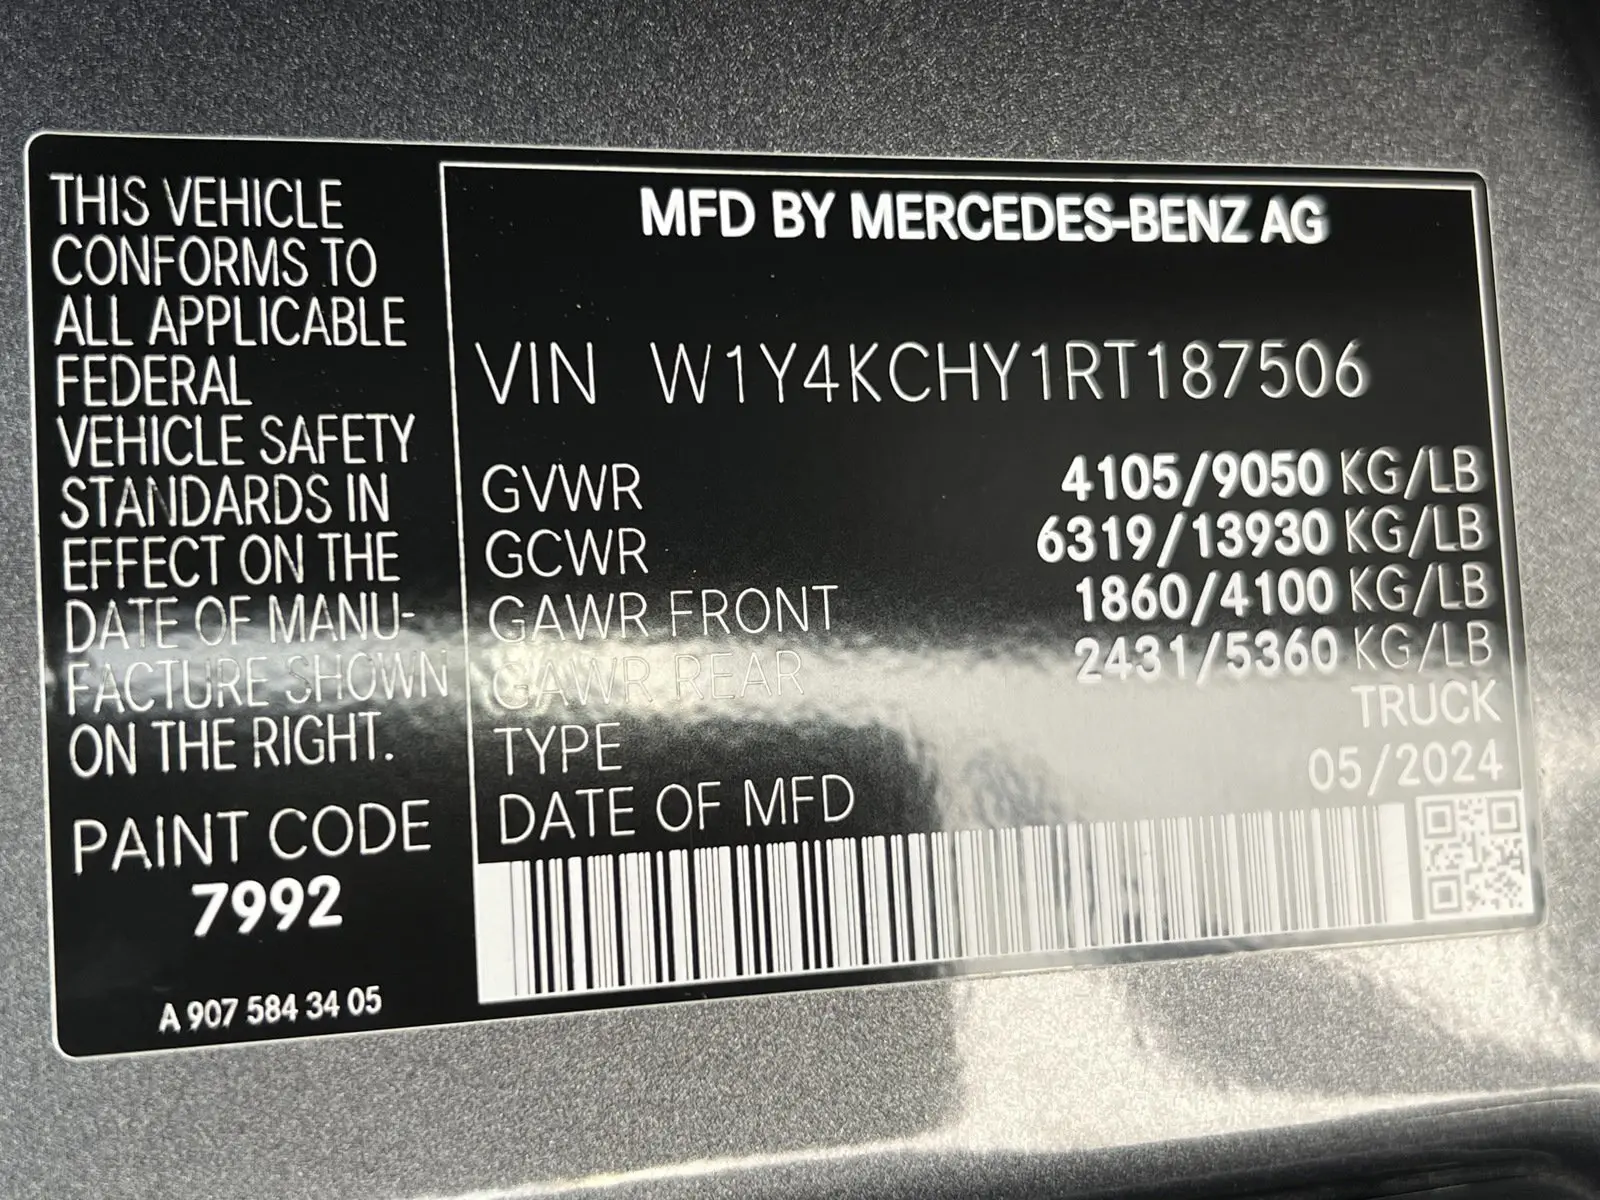 THIS VEHICLE
CONFORMS TO
ALL APPLICABLE
FEDERAL
VEHICLE SAFETY
STANDARDS IN
EFFECT ON THE
DATE OF MANU-
FACTURE SHOWN
ON THE RIGHT.
PAINT CODE
7992
A 907 584 34 05
MFD BY MERCEDES-BENZ AG
VIN W1Y4KCHY1RT187506
GVWR 4105/9050 KG/LB
GCWR 6319/13930 KG/LB
GAWR FRONT 1860/4100 KG/LB
GAWR REAR 2431/5360 KG/LB
TYPE TRUCK
DATE OF MFD 05/2024